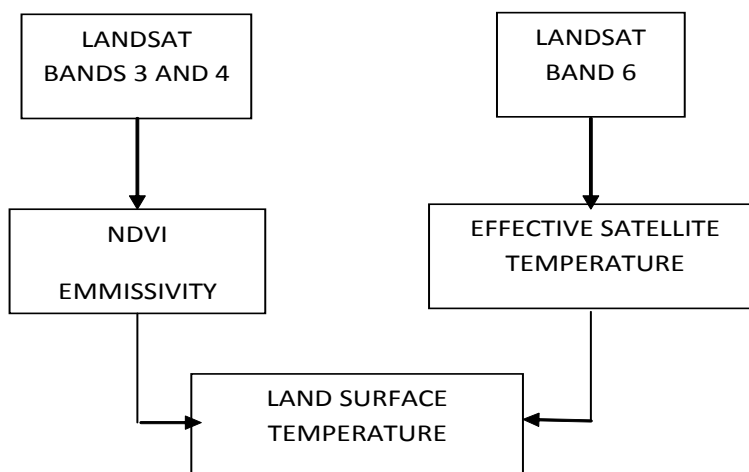 LANDSAT
BANDS 3 AND 4
LANDSAT
BAND 6
NDVI
EMMISSIVITY
EFFECTIVE SATELLITE
TEMPERATURE
LAND SURFACE
TEMPERATURE